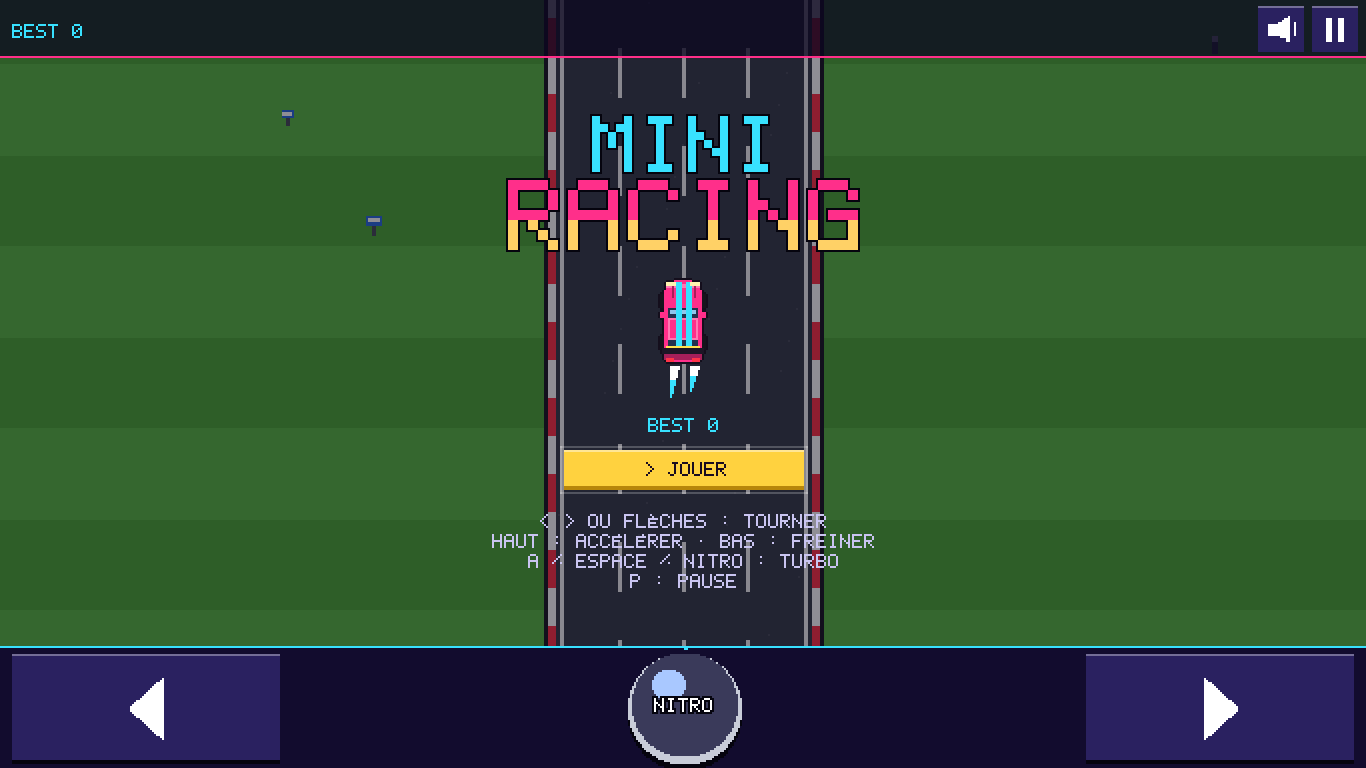 BEST 0
MINI
RACING
BEST 0
> JOUER
< > OU FLèCHES : TOURNER
HAUT : ACCéLéRER · BAS : FREINER
A / ESPACE / NITRO : TURBO
P : PAUSE
NITRO